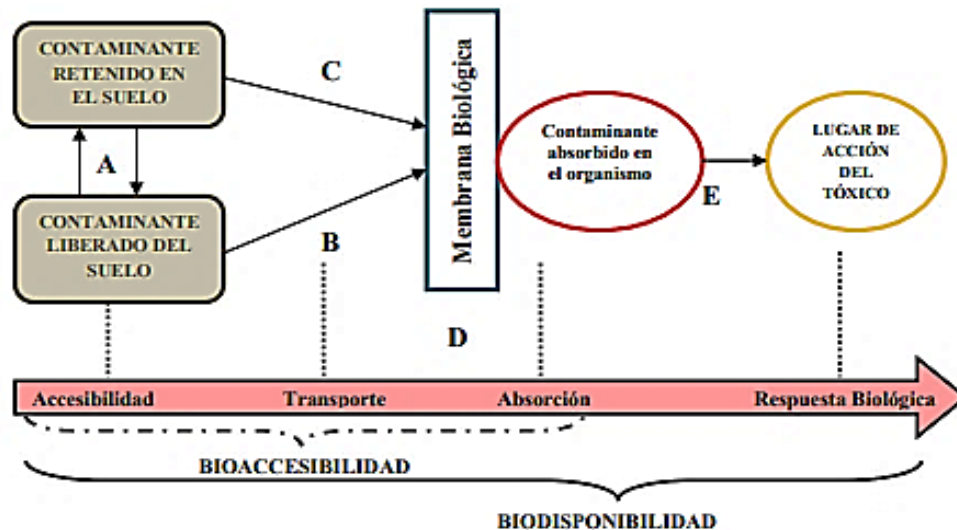 CONTAMINANTE
RETENIDO EN
EL SUELO
C
A
CONTAMINANTE
LIBERADO DEL
SUELO
B
Membrana Biológica
Contaminante
absorbido en
el organismo
E
LUGAR DE
ACCIÓN
DEL
TÓXICO
D
Accesibilidad
Transporte
Absorción
Respuesta Biológica
BIOACCESIBILIDAD
BIODISPONIBILIDAD